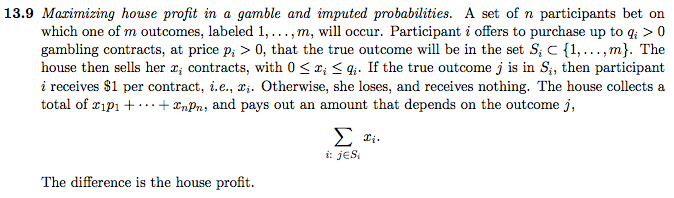 13.9 Maximizing house profit in a gamble and imputed probabilities. A set of n participants bet on
which one of m outcomes, labeled 1, . . . , m, will occur. Participant i offers to purchase up to qᵢ > 0
gambling contracts, at price pᵢ > 0, that the true outcome will be in the set Sᵢ ⊂ {1, . . . , m}. The
house then sells her xᵢ contracts, with 0 ≤ xᵢ ≤ qᵢ. If the true outcome j is in Sᵢ, then participant
i receives $1 per contract, i.e., xᵢ. Otherwise, she loses, and receives nothing. The house collects a
total of x₁p₁ + · · · + xₙpₙ, and pays out an amount that depends on the outcome j,
∑ xᵢ.
i: j∈Sᵢ
The difference is the house profit.